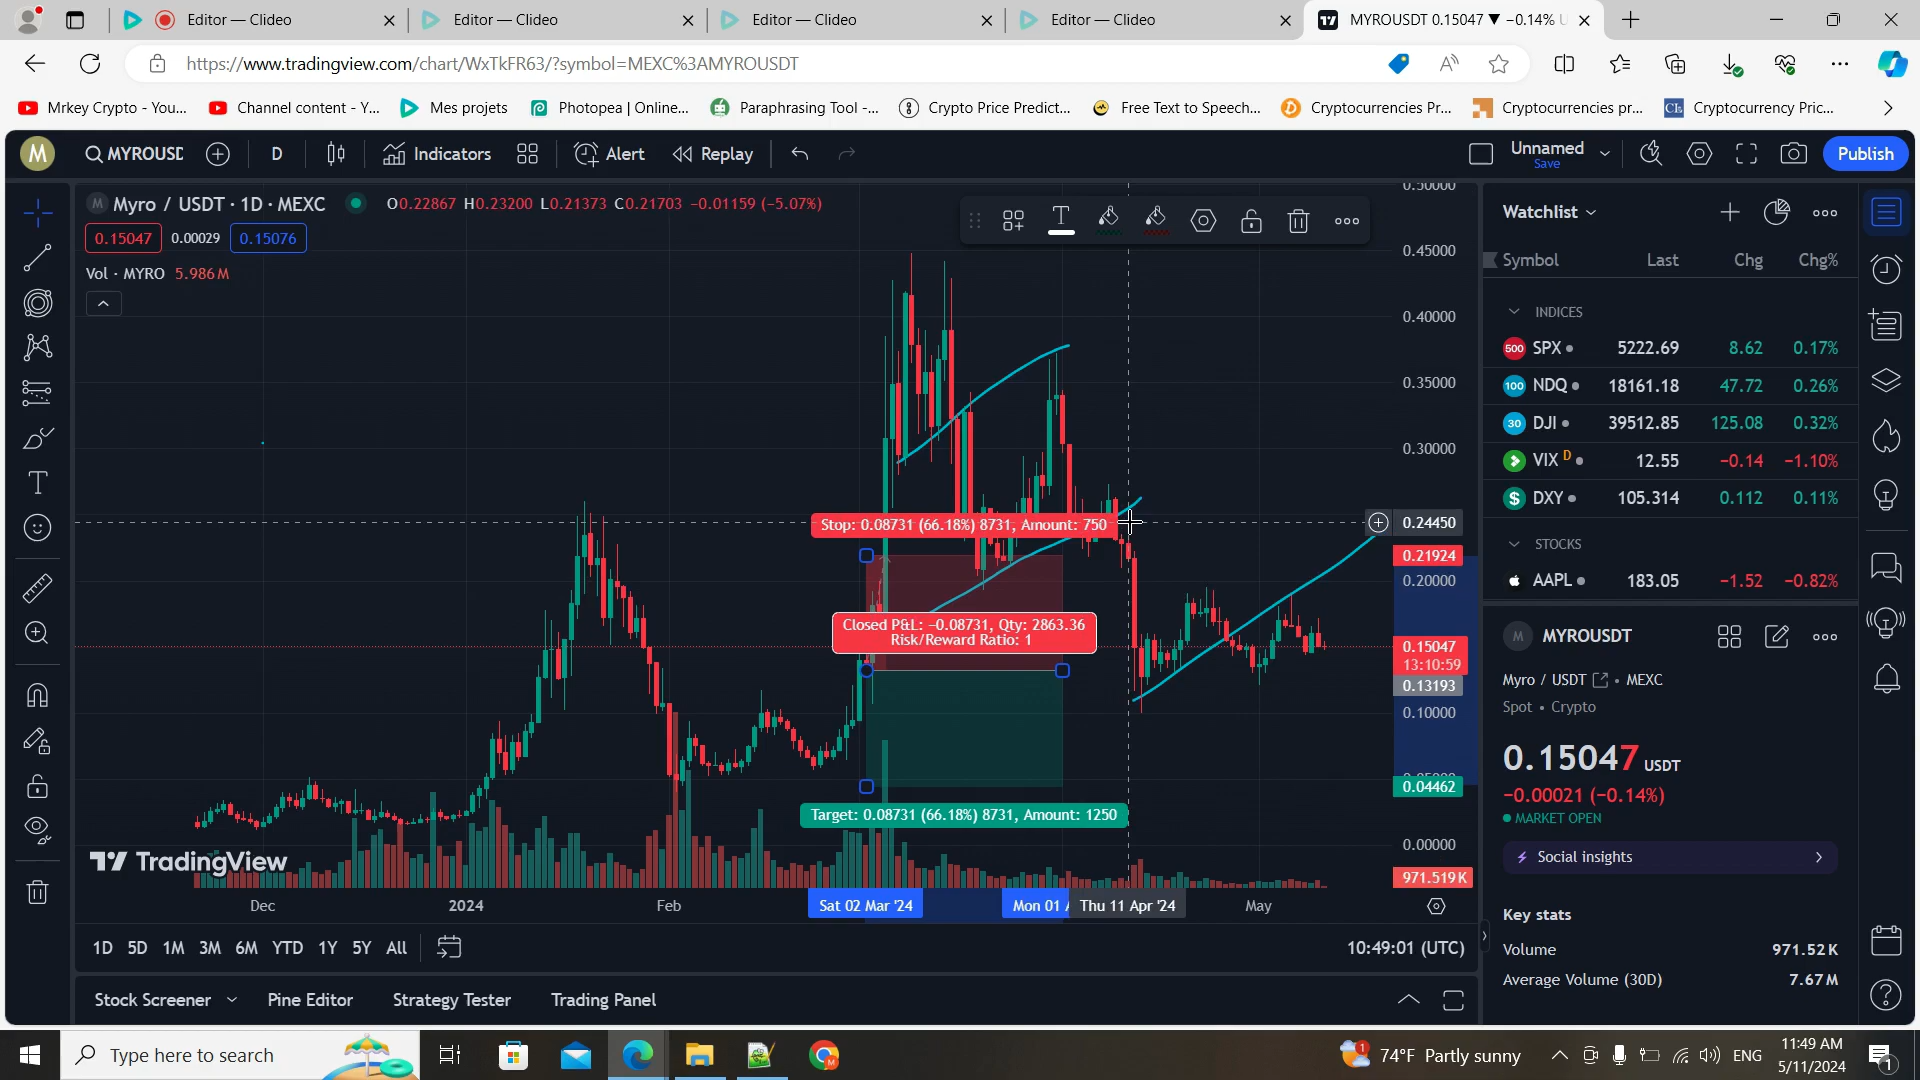 Editor — Clideo
Editor — Clideo
Editor — Clideo
Editor — Clideo
MYROUSDT 0.15047 ▼ −0.14% U
https://www.tradingview.com/chart/WxTkFR63/?symbol=MEXC%3AMYROUSDT
Mrkey Crypto - You...
Channel content - Y...
Mes projets
Photopea | Online...
Paraphrasing Tool -...
Crypto Price Predict...
Free Text to Speech...
Cryptocurrencies Pr...
Cryptocurrencies pr...
Cryptocurrency Pric...
M
MYROUSD
D
Indicators
Alert
Replay
Unnamed
Save
Publish
M Myro / USDT · 1D · MEXC
O0.22867 H0.23200 L0.21373 C0.21703 −0.01159 (−5.07%)
0.15047
0.00029
0.15076
Vol · MYRO 5.986M
Stop: 0.08731 (66.18%) 8731, Amount: 750
Closed P&L: −0.08731, Qty: 2863.36
Risk/Reward Ratio: 1
Target: 0.08731 (66.18%) 8731, Amount: 1250
TradingView
0.50000
0.45000
0.40000
0.35000
0.30000
0.24450
0.21924
0.20000
0.15047
13:10:59
0.13193
0.10000
0.05000
0.04462
0.00000
971.519K
Dec
2024
Feb
Sat 02 Mar '24
Mon 01 A
Thu 11 Apr '24
May
1D 5D 1M 3M 6M YTD 1Y 5Y All
10:49:01 (UTC)
Stock Screener
Pine Editor
Strategy Tester
Trading Panel
Watchlist
Symbol Last Chg Chg%
INDICES
500 SPX 5222.69 8.62 0.17%
100 NDQ 18161.18 47.72 0.26%
30 DJI 39512.85 125.08 0.32%
VIX D 12.55 −0.14 −1.10%
$ DXY 105.314 0.112 0.11%
STOCKS
AAPL 183.05 −1.52 −0.82%
M MYROUSDT
Myro / USDT • MEXC
Spot • Crypto
0.15047 USDT
−0.00021 (−0.14%)
MARKET OPEN
Social insights
Key stats
Volume 971.52K
Average Volume (30D) 7.67M
Type here to search
1
74°F Partly sunny
ENG
11:49 AM
5/11/2024
1